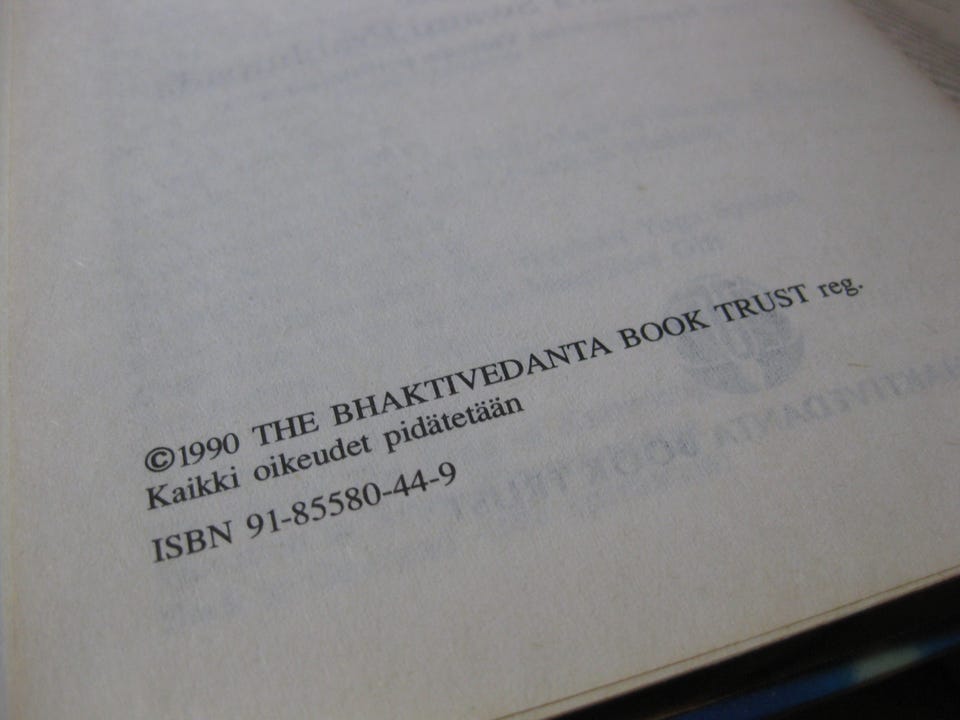 ©1990 THE BHAKTIVEDANTA BOOK TRUST reg.
Kaikki oikeudet pidätetään
ISBN 91-85580-44-9